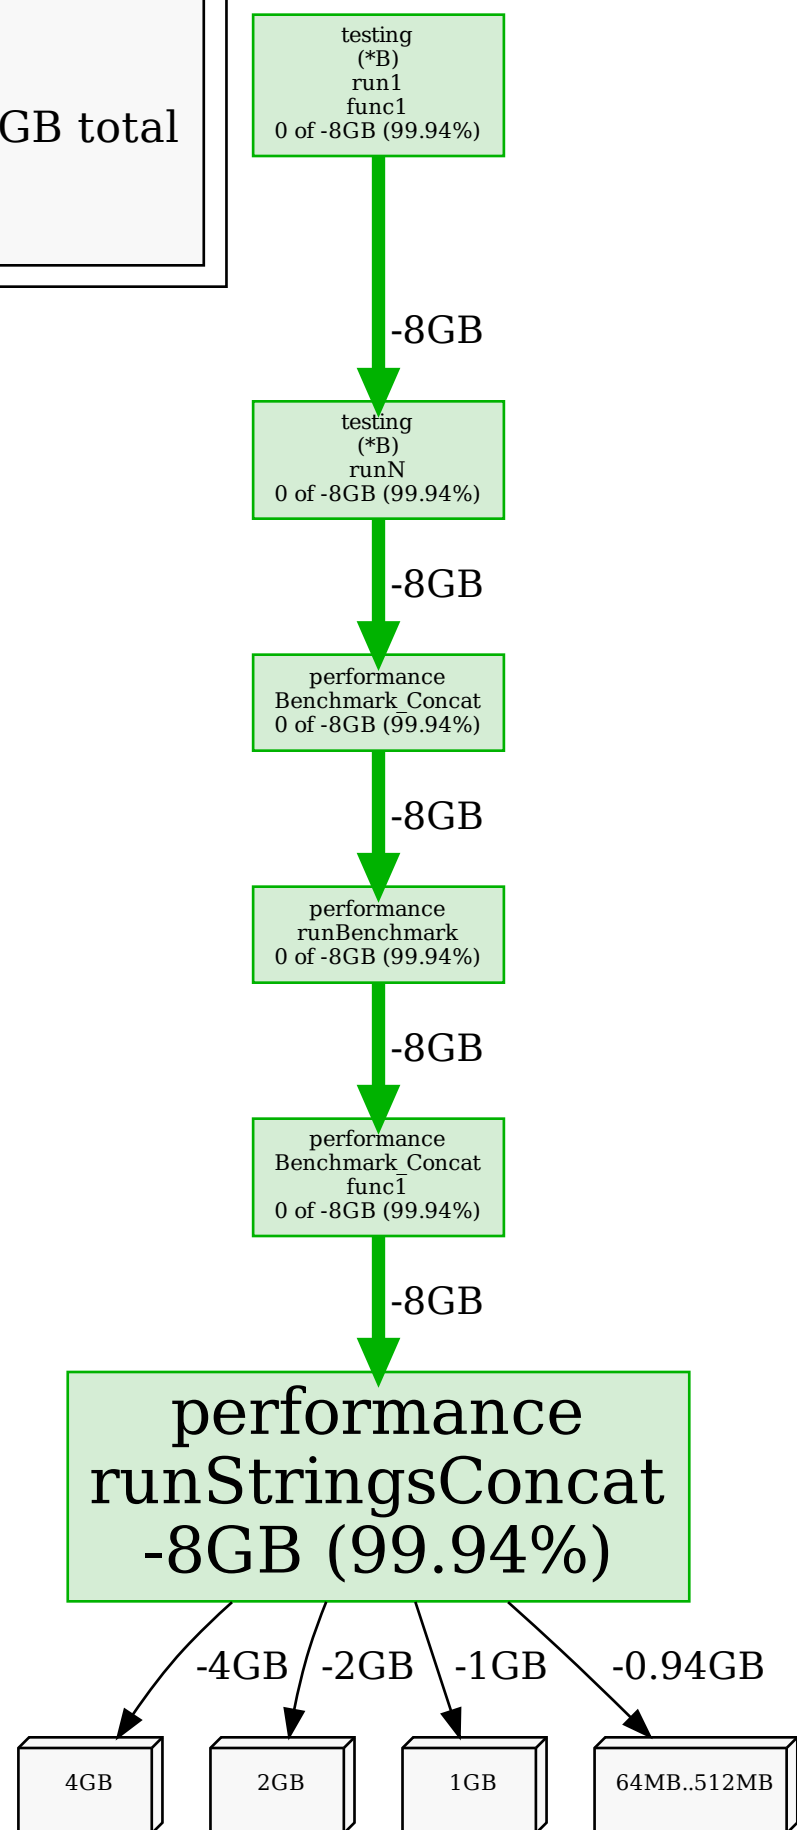 GB total
testing
(*B)
run1
func1
0 of -8GB (99.94%)
-8GB
testing
(*B)
runN
0 of -8GB (99.94%)
-8GB
performance
Benchmark_Concat
0 of -8GB (99.94%)
-8GB
performance
runBenchmark
0 of -8GB (99.94%)
-8GB
performance
Benchmark_Concat
func1
0 of -8GB (99.94%)
-8GB
performance
runStringsConcat
-8GB (99.94%)
-4GB
-2GB
-1GB
-0.94GB
4GB
2GB
1GB
64MB..512MB